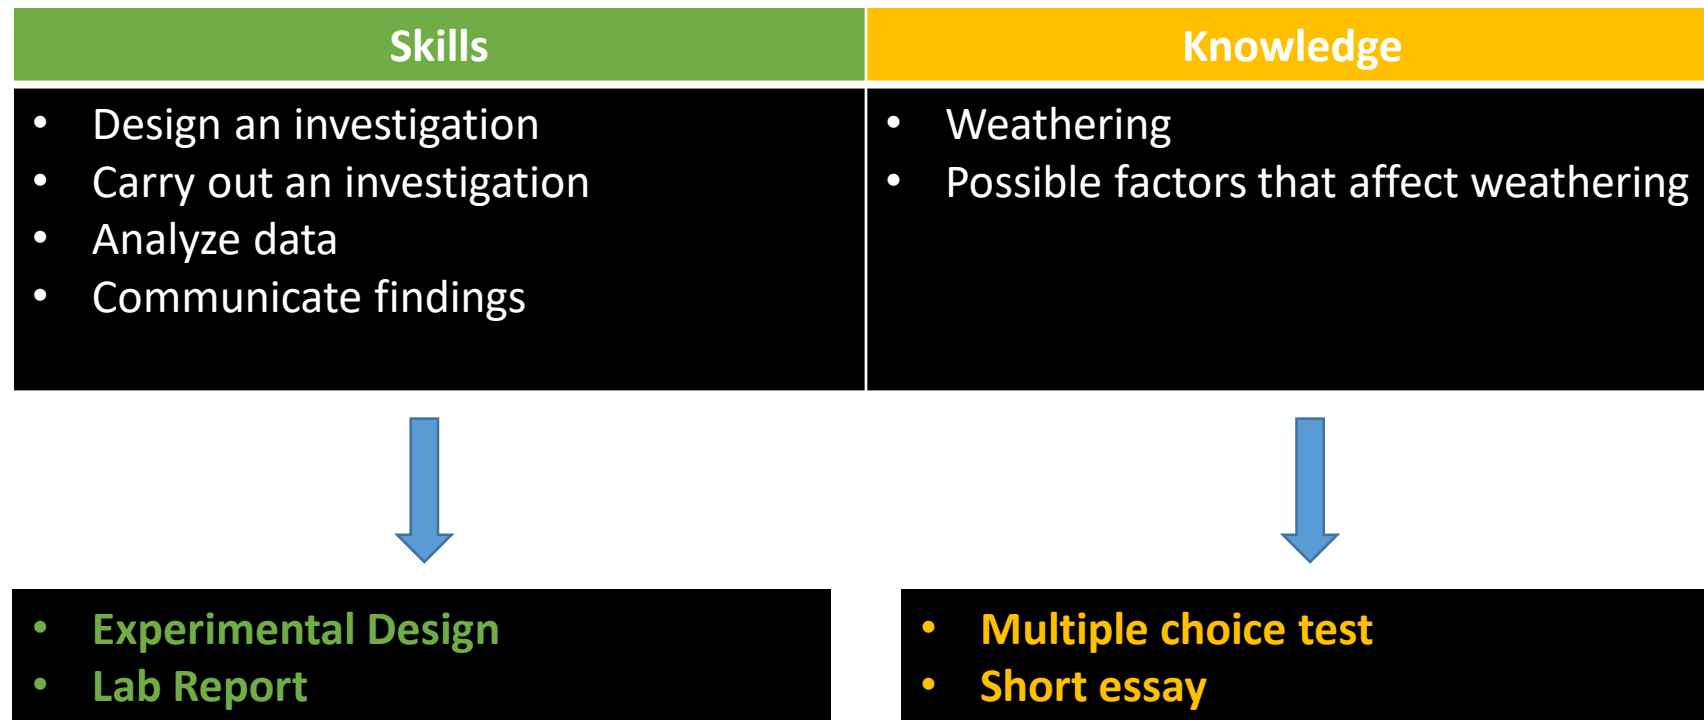 Skills
Knowledge
• Design an investigation
• Carry out an investigation
• Analyze data
• Communicate findings
• Weathering
• Possible factors that affect weathering
• Experimental Design
• Lab Report
• Multiple choice test
• Short essay